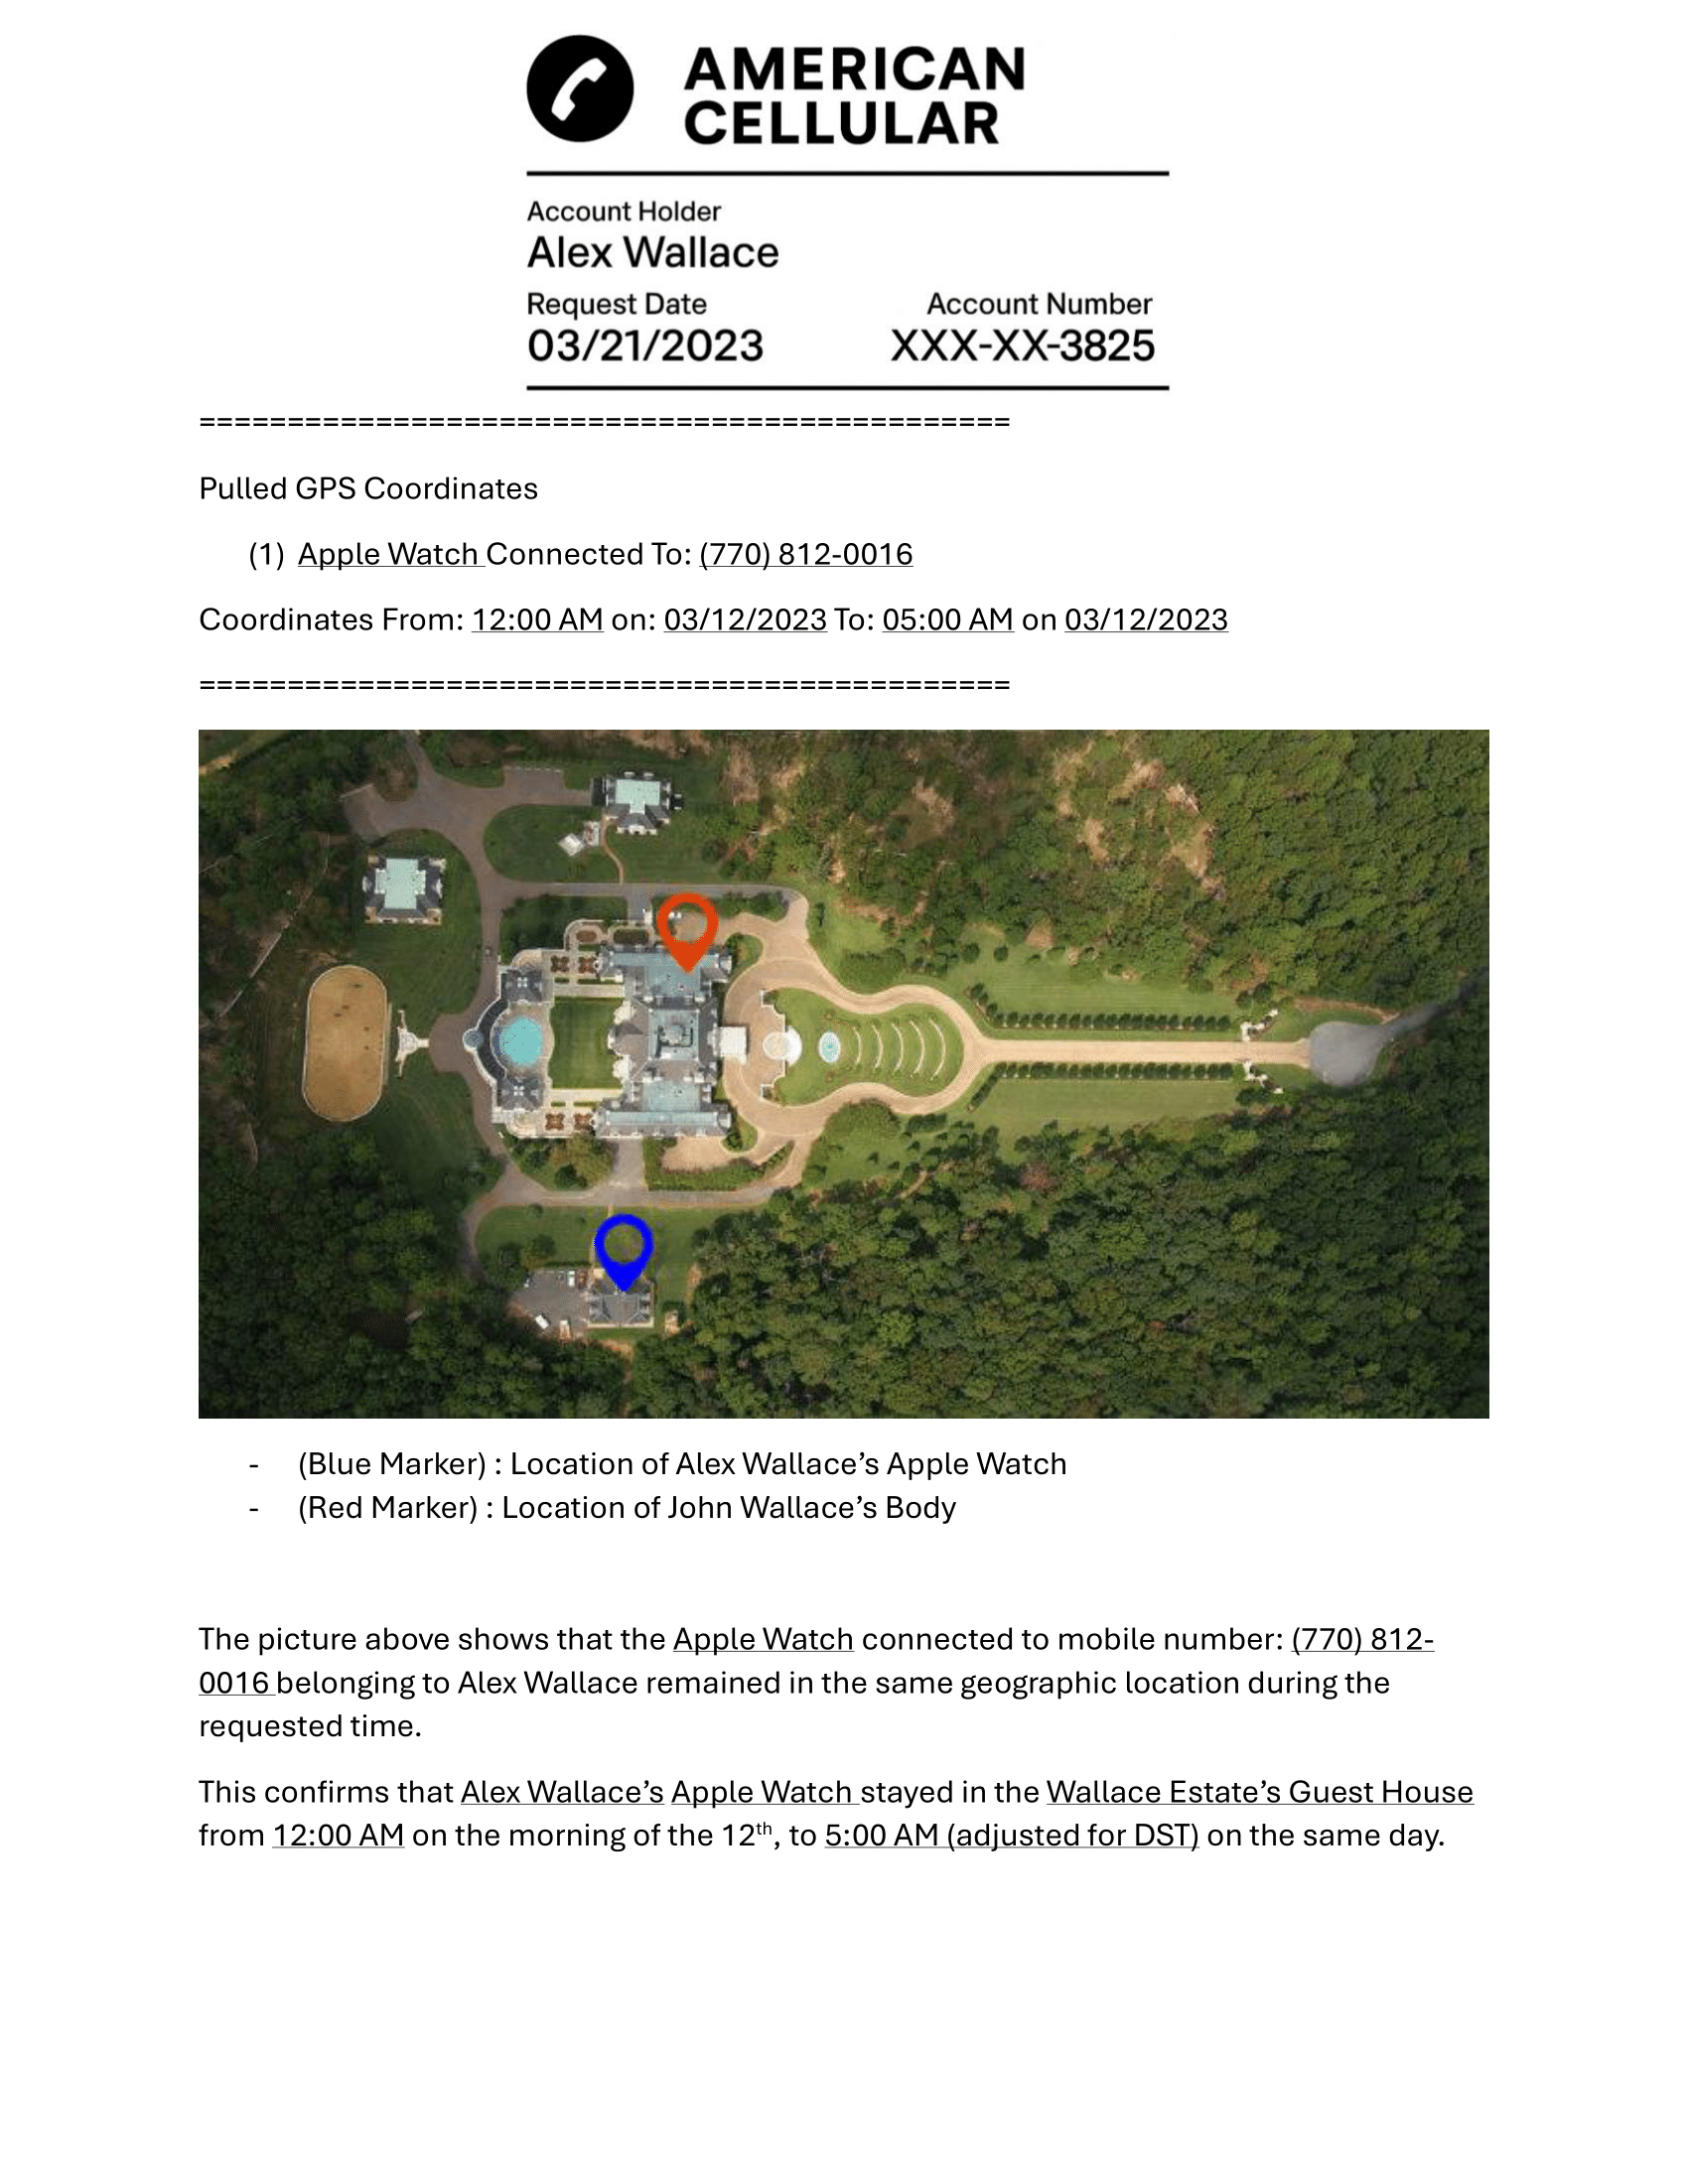 AMERICAN
CELLULAR
Account Holder
Alex Wallace
Request Date Account Number
03/21/2023 XXX-XX-3825
==============================================
Pulled GPS Coordinates
(1) Apple Watch Connected To: (770) 812-0016
Coordinates From: 12:00 AM on: 03/12/2023 To: 05:00 AM on 03/12/2023
==============================================
- (Blue Marker) : Location of Alex Wallace’s Apple Watch
- (Red Marker) : Location of John Wallace’s Body
The picture above shows that the Apple Watch connected to mobile number: (770) 812-
0016 belonging to Alex Wallace remained in the same geographic location during the
requested time.
This confirms that Alex Wallace’s Apple Watch stayed in the Wallace Estate’s Guest House
from 12:00 AM on the morning of the 12th, to 5:00 AM (adjusted for DST) on the same day.